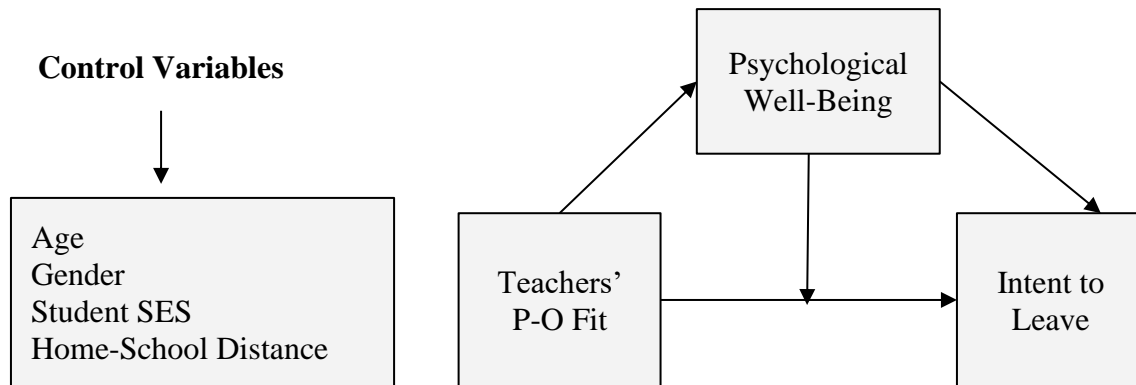 Control Variables
Age
Gender
Student SES
Home-School Distance
Psychological
Well-Being
Teachers’
P-O Fit
Intent to
Leave